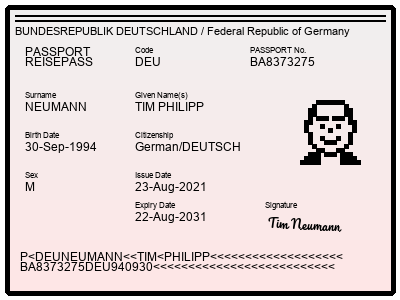 BUNDESREPUBLIK DEUTSCHLAND / Federal Republic of Germany
PASSPORT
REISEPASS
Code
DEU
PASSPORT No.
BA8373275
Surname
NEUMANN
Given Name(s)
TIM PHILIPP
Birth Date
30-Sep-1994
Citizenship
German/DEUTSCH
Sex
M
Issue Date
23-Aug-2021
Expiry Date
22-Aug-2031
Signature
Tim Neumann
P<DEUNEUMANN<<TIM<PHILIPP<<<<<<<<<<<<<<<<<<<
BA8373275DEU940930<<<<<<<<<<<<<<<<<<<<<<<<<<